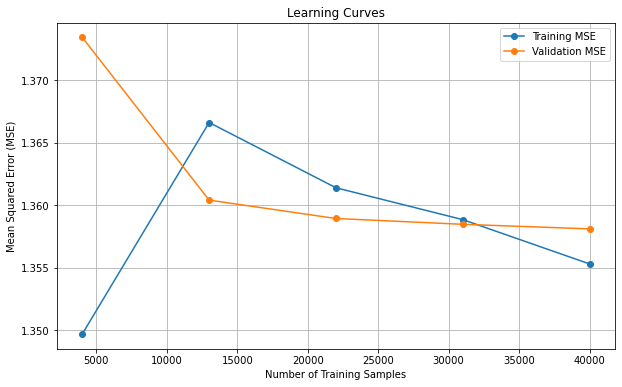 Learning Curves
Training MSE
Validation MSE
Mean Squared Error (MSE)
1.370
1.365
1.360
1.355
1.350
5000 10000 15000 20000 25000 30000 35000 40000
Number of Training Samples